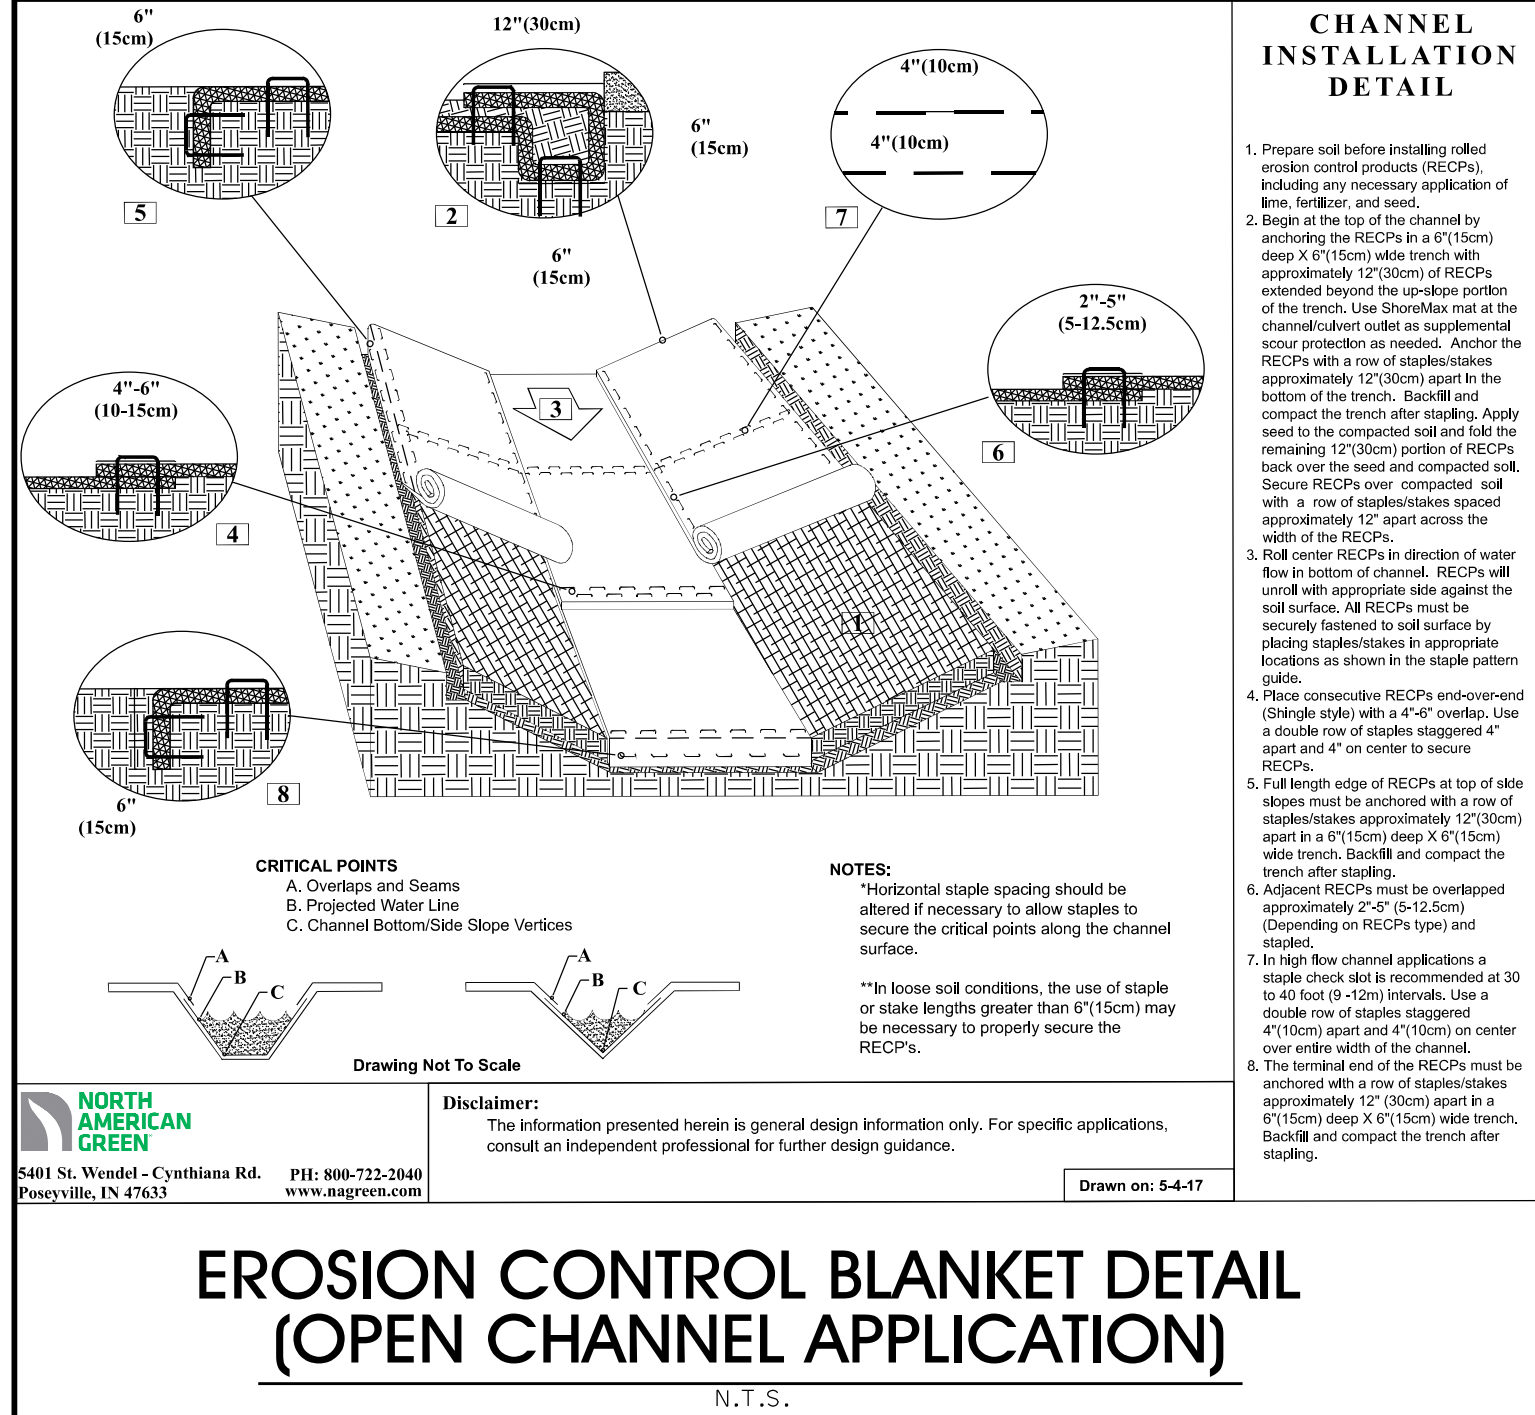 6"
(15cm)
5
12"(30cm)
6"
(15cm)
2
6"
(15cm)
4"(10cm)
4"(10cm)
7
2"-5"
(5-12.5cm)
6
4"-6"
(10-15cm)
4
3
1
6"
(15cm)
8
CRITICAL POINTS
A. Overlaps and Seams
B. Projected Water Line
C. Channel Bottom/Side Slope Vertices
A
B
C
A
B
C
Drawing Not To Scale
NOTES:
*Horizontal staple spacing should be
altered if necessary to allow staples to
secure the critical points along the channel
surface.
**In loose soil conditions, the use of staple
or stake lengths greater than 6"(15cm) may
be necessary to properly secure the
RECP's.
CHANNEL
INSTALLATION
DETAIL
1. Prepare soil before installing rolled
erosion control products (RECPs),
including any necessary application of
lime, fertilizer, and seed.
2. Begin at the top of the channel by
anchoring the RECPs in a 6"(15cm)
deep X 6"(15cm) wide trench with
approximately 12"(30cm) of RECPs
extended beyond the up-slope portion
of the trench. Use ShoreMax mat at the
channel/culvert outlet as supplemental
scour protection as needed. Anchor the
RECPs with a row of staples/stakes
approximately 12"(30cm) apart in the
bottom of the trench. Backfill and
compact the trench after stapling. Apply
seed to the compacted soil and fold the
remaining 12"(30cm) portion of RECPs
back over the seed and compacted soil.
Secure RECPs over compacted soil
with a row of staples/stakes spaced
approximately 12" apart across the
width of the RECPs.
3. Roll center RECPs in direction of water
flow in bottom of channel. RECPs will
unroll with appropriate side against the
soil surface. All RECPs must be
securely fastened to soil surface by
placing staples/stakes in appropriate
locations as shown in the staple pattern
guide.
4. Place consecutive RECPs end-over-end
(Shingle style) with a 4"-6" overlap. Use
a double row of staples staggered 4"
apart and 4" on center to secure
RECPs.
5. Full length edge of RECPs at top of side
slopes must be anchored with a row of
staples/stakes approximately 12"(30cm)
apart in a 6"(15cm) deep X 6"(15cm)
wide trench. Backfill and compact the
trench after stapling.
6. Adjacent RECPs must be overlapped
approximately 2"-5" (5-12.5cm)
(Depending on RECPs type) and
stapled.
7. In high flow channel applications a
staple check slot is recommended at 30
to 40 foot (9 -12m) intervals. Use a
double row of staples staggered
4"(10cm) apart and 4"(10cm) on center
over entire width of the channel.
8. The terminal end of the RECPs must be
anchored with a row of staples/stakes
approximately 12" (30cm) apart in a
6"(15cm) deep X 6"(15cm) wide trench.
Backfill and compact the trench after
stapling.
NORTH
AMERICAN
GREEN
5401 St. Wendel - Cynthiana Rd.
Poseyville, IN 47633
PH: 800-722-2040
www.nagreen.com
Disclaimer:
The information presented herein is general design information only. For specific applications,
consult an independent professional for further design guidance.
Drawn on: 5-4-17
EROSION CONTROL BLANKET DETAIL
(OPEN CHANNEL APPLICATION)
N.T.S.